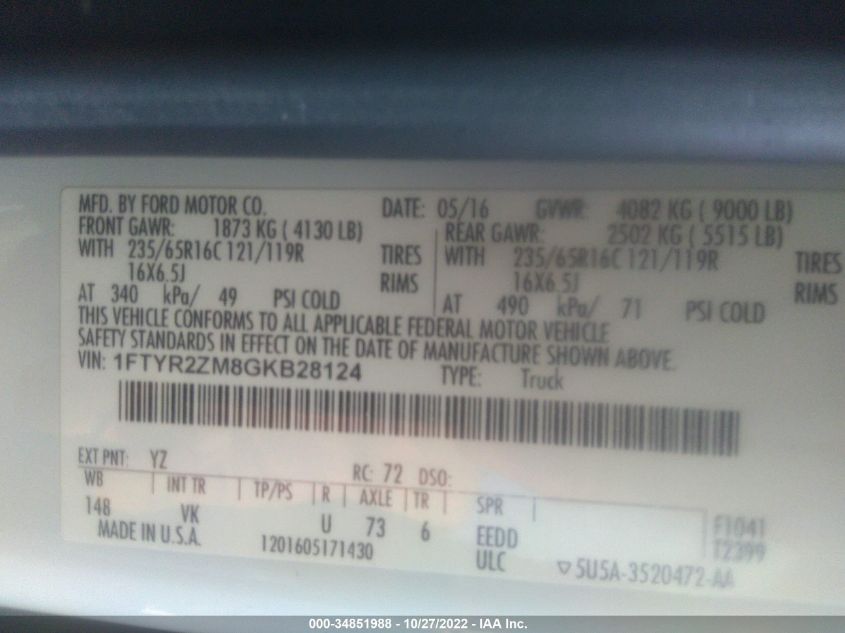 MFD. BY FORD MOTOR CO. DATE: 05/16 GVWR: 4082 KG ( 9000 LB)
FRONT GAWR: 1873 KG ( 4130 LB) REAR GAWR: 2502 KG ( 5515 LB)
WITH 235/65R16C 121/119R TIRES WITH 235/65R16C 121/119R TIRES
16X6.5J RIMS 16X6.5J RIMS
AT 340 kPa/ 49 PSI COLD AT 490 kPa/ 71 PSI COLD
THIS VEHICLE CONFORMS TO ALL APPLICABLE FEDERAL MOTOR VEHICLE
SAFETY STANDARDS IN EFFECT ON THE DATE OF MANUFACTURE SHOWN ABOVE.
VIN: 1FTYR2ZM8GKB28124 TYPE: Truck
EXT PNT: YZ RC: 72 DSO:
WB INT TR TP/PS R AXLE TR SPR
148 VK U 73 6 EEDD F1041
MADE IN U.S.A. 1201605171430 ULC T2399
5U5A-3520472-AA
000-34851988 - 10/27/2022 - IAA Inc.